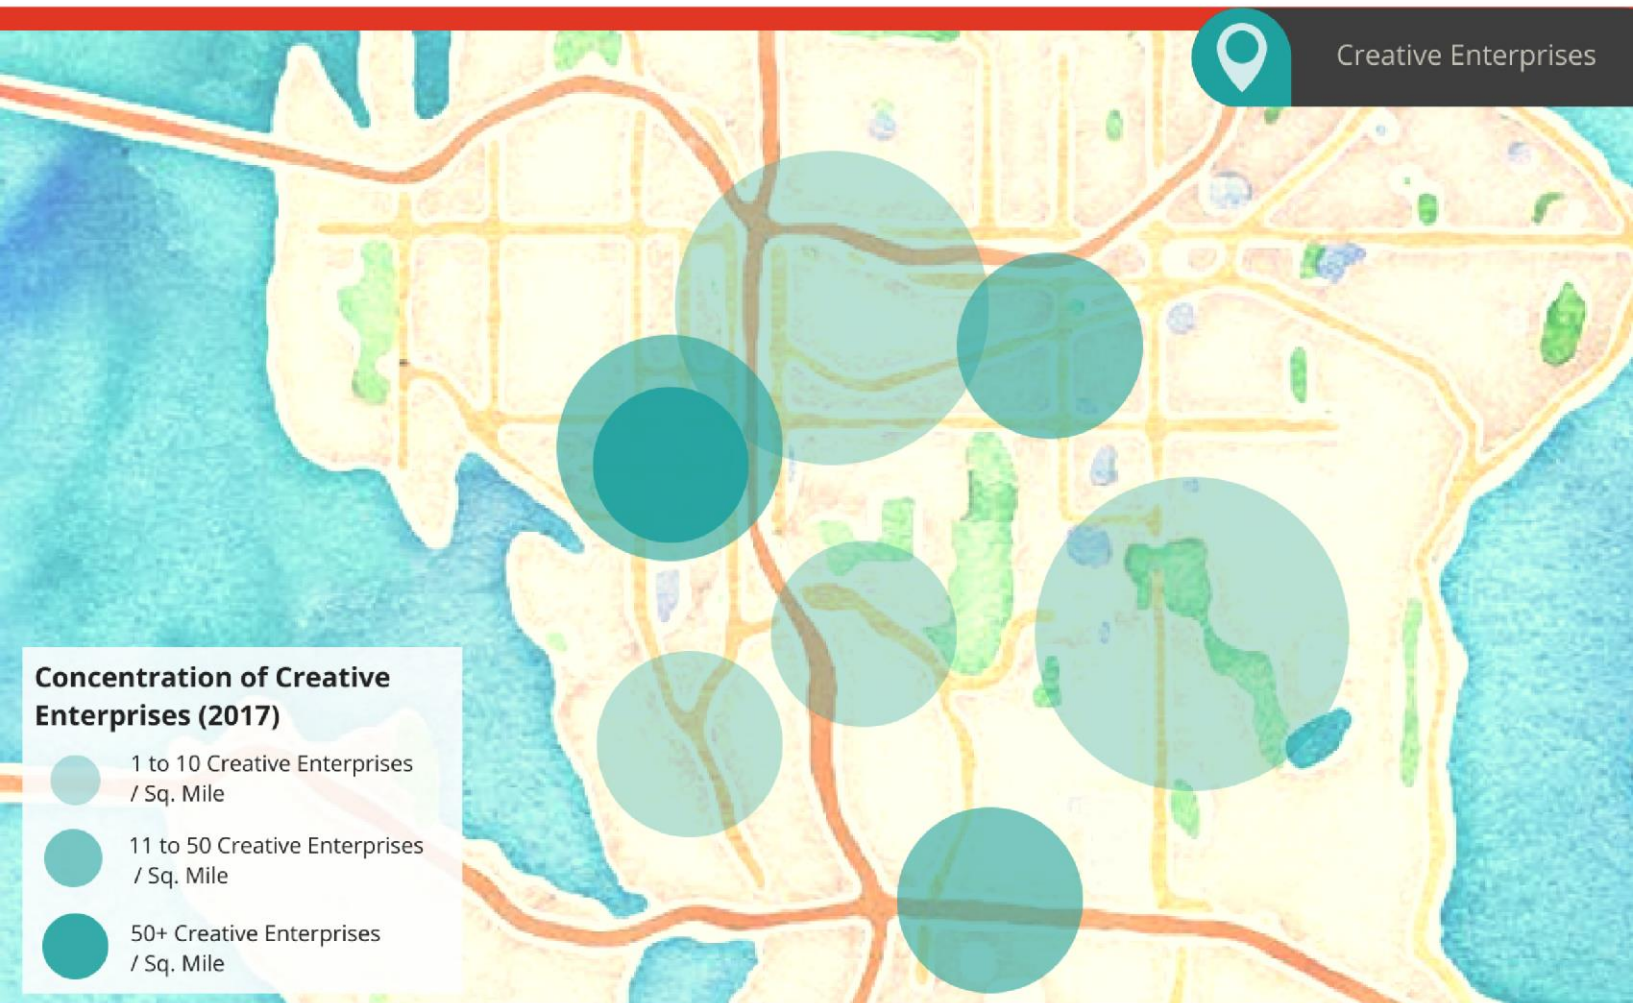 Creative Enterprises
Concentration of Creative
Enterprises (2017)
1 to 10 Creative Enterprises
/ Sq. Mile
11 to 50 Creative Enterprises
/ Sq. Mile
50+ Creative Enterprises
/ Sq. Mile